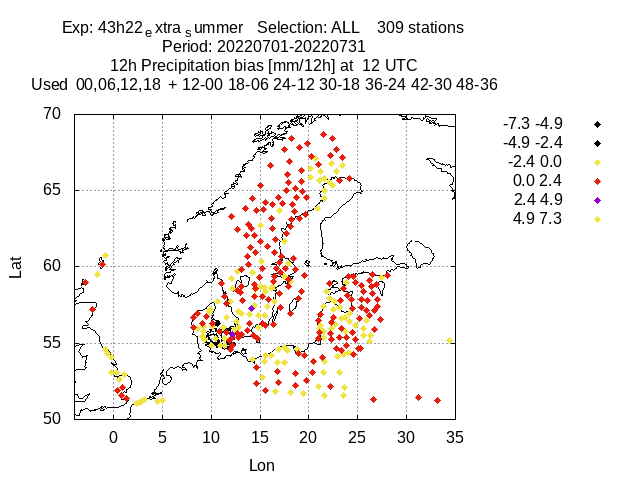 Exp: 43h22e xtra s ummer Selection: ALL 309 stations
Period: 20220701-20220731
12h Precipitation bias [mm/12h] at 12 UTC
Used 00,06,12,18 + 12-00 18-06 24-12 30-18 36-24 42-30 48-36
70
65
60
55
50
Lat
0 5 10 15 20 25 30 35
Lon
-7.3 -4.9
-4.9 -2.4
-2.4 0.0
0.0 2.4
2.4 4.9
4.9 7.3